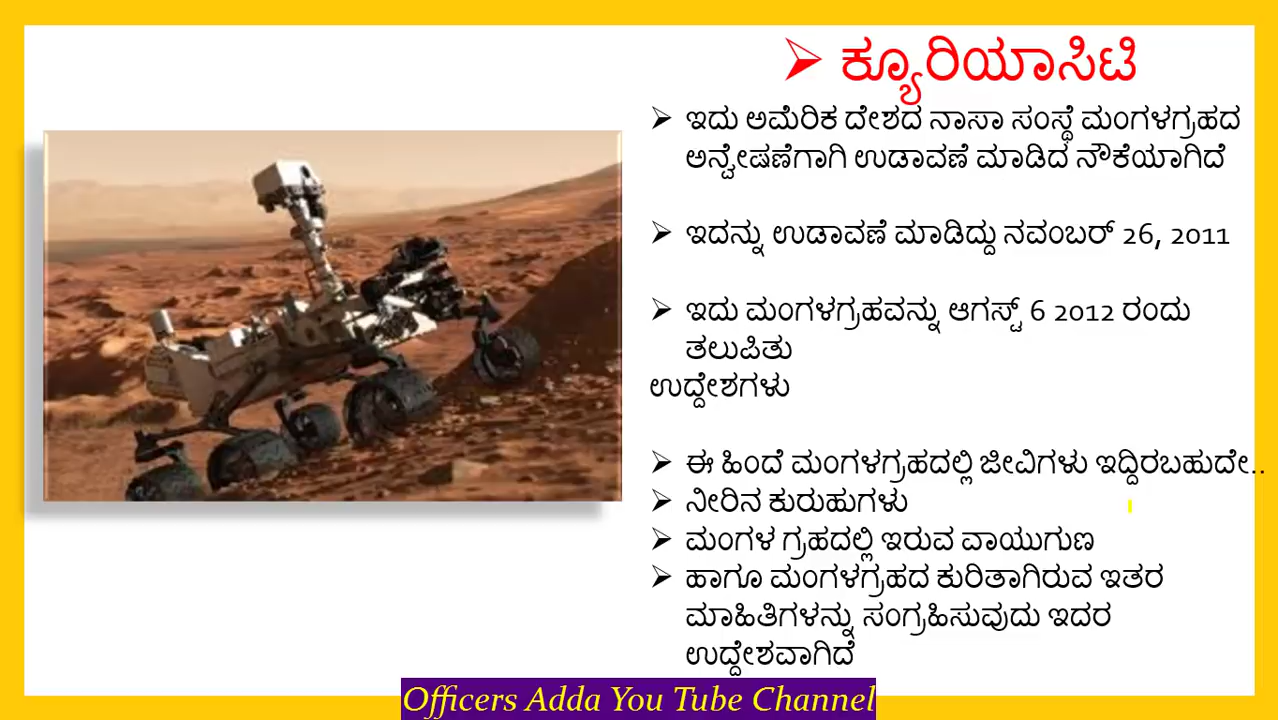 ➢ ಕ್ಯೂರಿಯಾಸಿಟಿ
➢ ಇದು ಅಮೆರಿಕ ದೇಶದ ನಾಸಾ ಸಂಸ್ಥೆ ಮಂಗಳಗ್ರಹದ
ಅನ್ವೇಷಣೆಗಾಗಿ ಉಡಾವಣೆ ಮಾಡಿದ ನೌಕೆಯಾಗಿದೆ
➢ ಇದನ್ನು ಉಡಾವಣೆ ಮಾಡಿದ್ದು ನವಂಬರ್ 26, 2011
➢ ಇದು ಮಂಗಳಗ್ರಹವನ್ನು ಆಗಸ್ಟ್ 6 2012 ರಂದು
ತಲುಪಿತು
ಉದ್ದೇಶಗಳು
➢ ಈ ಹಿಂದೆ ಮಂಗಳಗ್ರಹದಲ್ಲಿ ಜೀವಿಗಳು ಇದ್ದಿರಬಹುದೇ..
➢ ನೀರಿನ ಕುರುಹುಗಳು
➢ ಮಂಗಳ ಗ್ರಹದಲ್ಲಿ ಇರುವ ವಾಯುಗುಣ
➢ ಹಾಗೂ ಮಂಗಳಗ್ರಹದ ಕುರಿತಾಗಿರುವ ಇತರ
ಮಾಹಿತಿಗಳನ್ನು ಸಂಗ್ರಹಿಸುವುದು ಇದರ
ಉದ್ದೇಶವಾಗಿದೆ
Officers Adda You Tube Channel